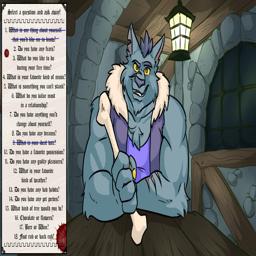 Select a question and ask away!
1. What is one thing about yourself
that you'd like me to know?
2. Do you have any fears?
3. What do you like to do
during your free time?
4. What is your favorite kind of music?
5. What is something you can't stand?
6. What do you value most
in a relationship?
7. Do you have anything you'd
change about yourself?
8. Do you have any dreams?
9. What is your
10. Do you have a favorite possession?
11. Do you have any guilty pleasures?
12. What is your favorite
kind of weather?
13. Do you have any bad habits?
14. Do you have any pet peeves?
15. What kind of tree would you be?
16. Chocolate or flowers?
17. Beer or Wine?
18. Foot rub or back rub?